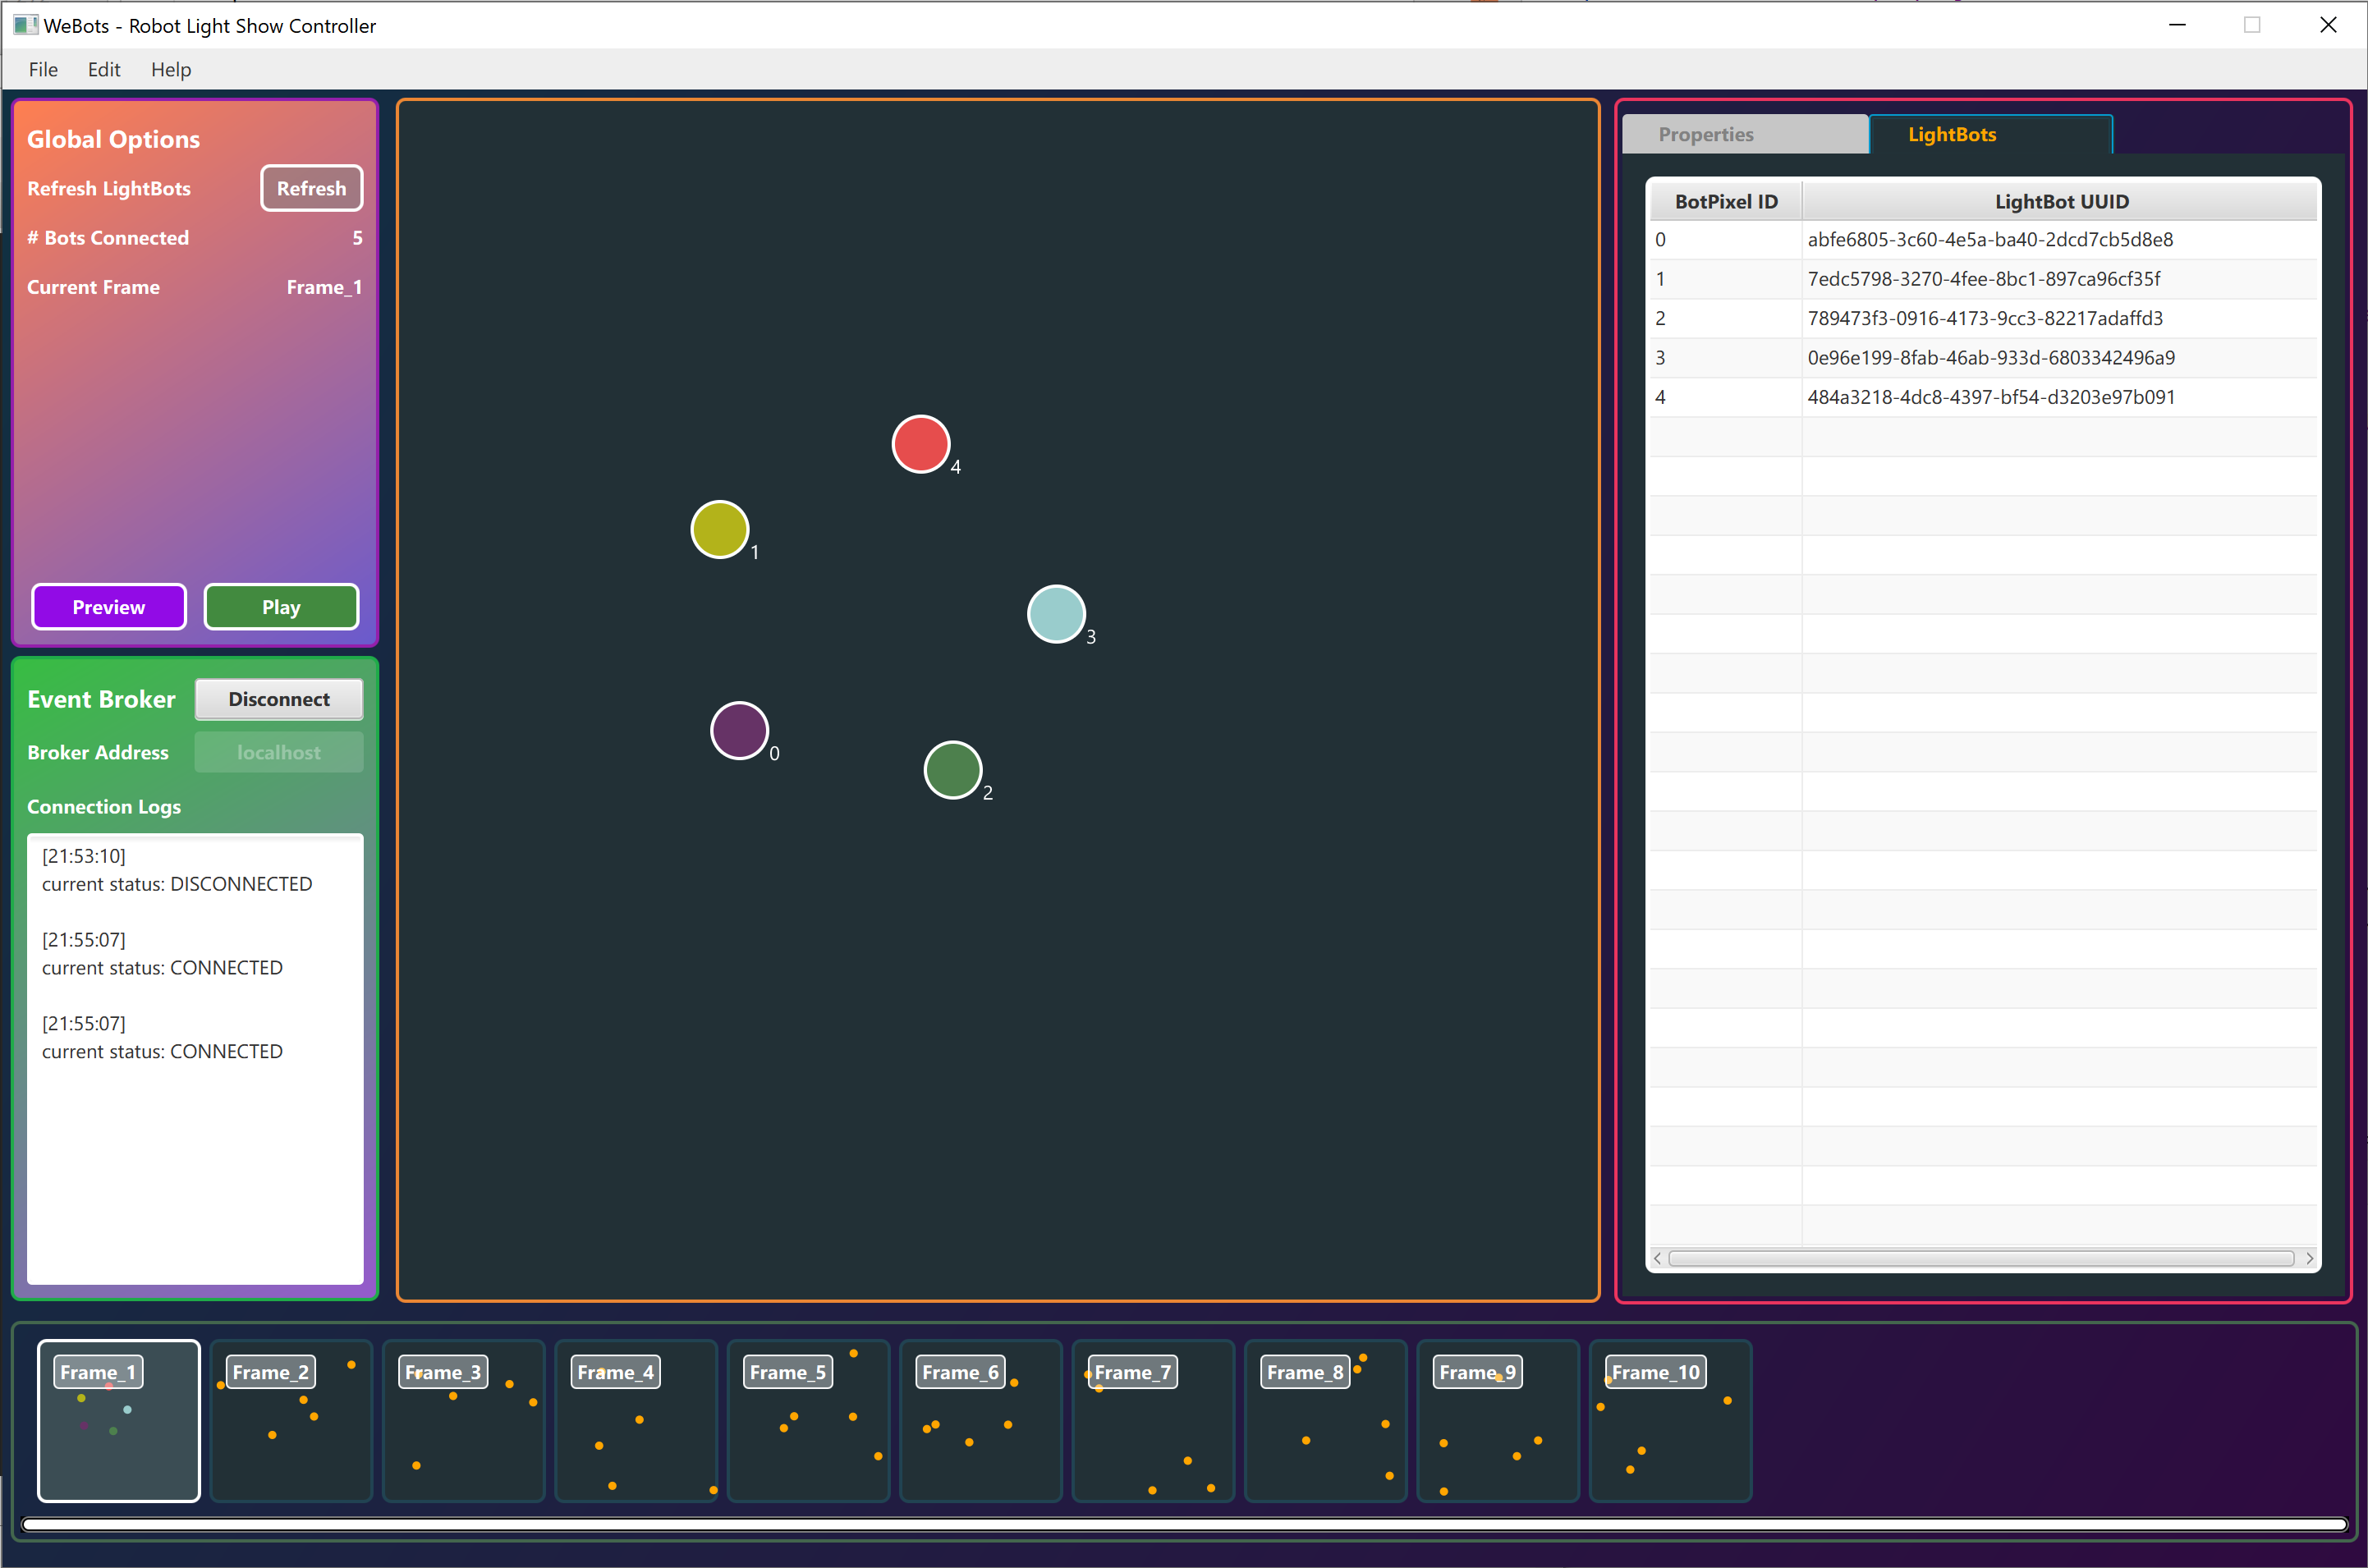 WeBots - Robot Light Show Controller
File Edit Help
Global Options
Refresh LightBots Refresh
# Bots Connected 5
Current Frame Frame_1
Preview Play
Event Broker Disconnect
Broker Address localhost
Connection Logs
[21:53:10]
current status: DISCONNECTED
[21:55:07]
current status: CONNECTED
[21:55:07]
current status: CONNECTED
4
1
3
0
2
Properties LightBots
BotPixel ID LightBot UUID
0 abfe6805-3c60-4e5a-ba40-2dcd7cb5d8e8
1 7edc5798-3270-4fee-8bc1-897ca96cf35f
2 789473f3-0916-4173-9cc3-82217adaffd3
3 0e96e199-8fab-46ab-933d-6803342496a9
4 484a3218-4dc8-4397-bf54-d3203e97b091
Frame_1 Frame_2 Frame_3 Frame_4 Frame_5 Frame_6 Frame_7 Frame_8 Frame_9 Frame_10